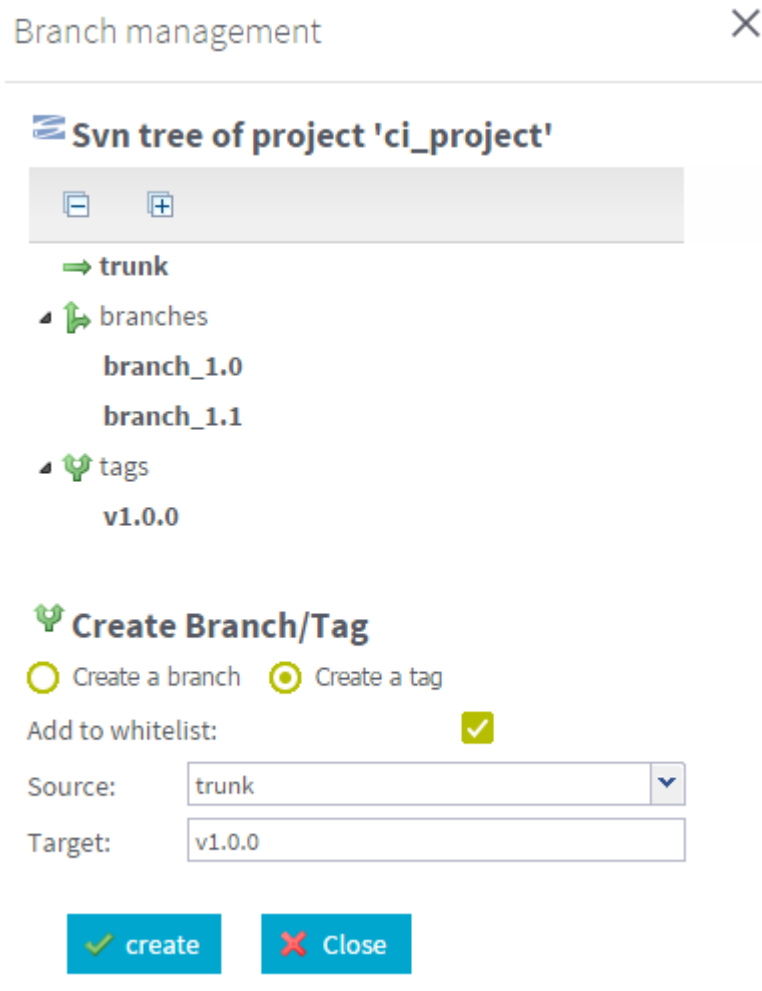 Branch management
Svn tree of project 'ci_project'
trunk
branches
branch_1.0
branch_1.1
tags
v1.0.0
Create Branch/Tag
Create a branch Create a tag
Add to whitelist:
Source: trunk
Target: v1.0.0
create Close